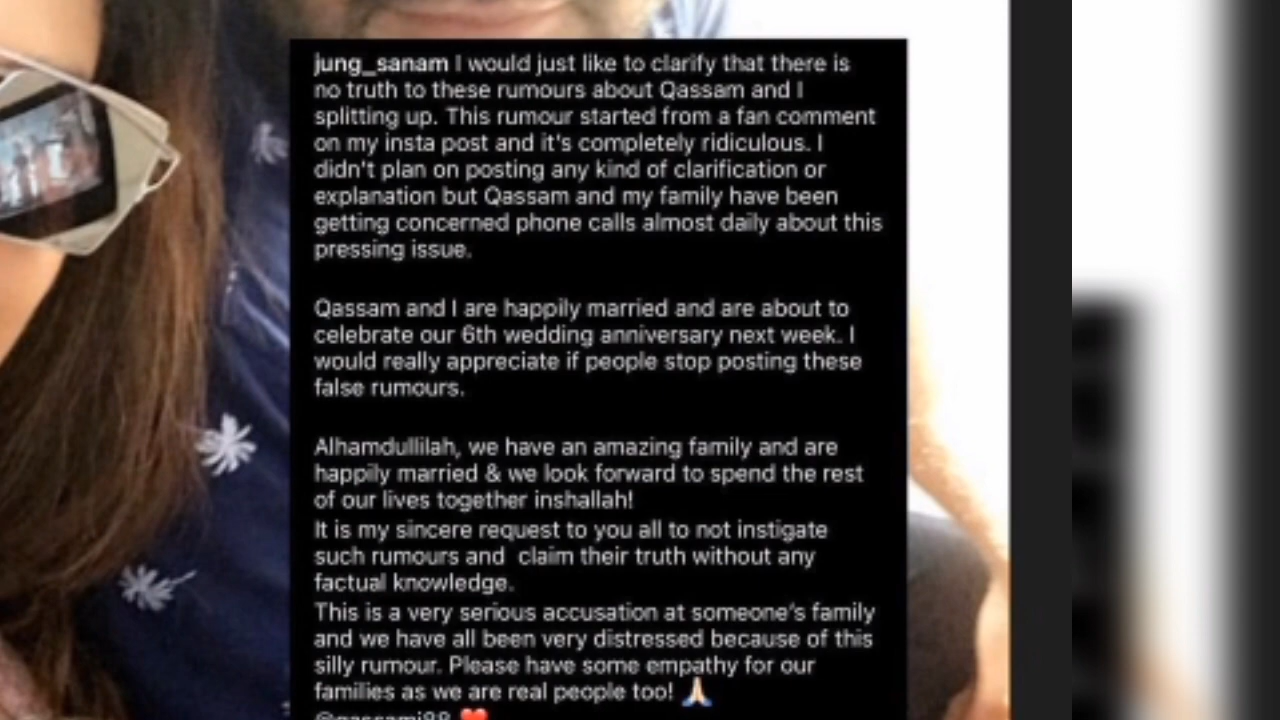 jung_sanam I would just like to clarify that there is
no truth to these rumours about Qassam and I
splitting up. This rumour started from a fan comment
on my insta post and it's completely ridiculous. I
didn't plan on posting any kind of clarification or
explanation but Qassam and my family have been
getting concerned phone calls almost daily about this
pressing issue.
Qassam and I are happily married and are about to
celebrate our 6th wedding anniversary next week. I
would really appreciate if people stop posting these
false rumours.
Alhamdullilah, we have an amazing family and are
happily married & we look forward to spend the rest
of our lives together inshallah!
It is my sincere request to you all to not instigate
such rumours and  claim their truth without any
factual knowledge.
This is a very serious accusation at someone’s family
and we have all been very distressed because of this
silly rumour. Please have some empathy for our
families as we are real people too! 🙏🏻